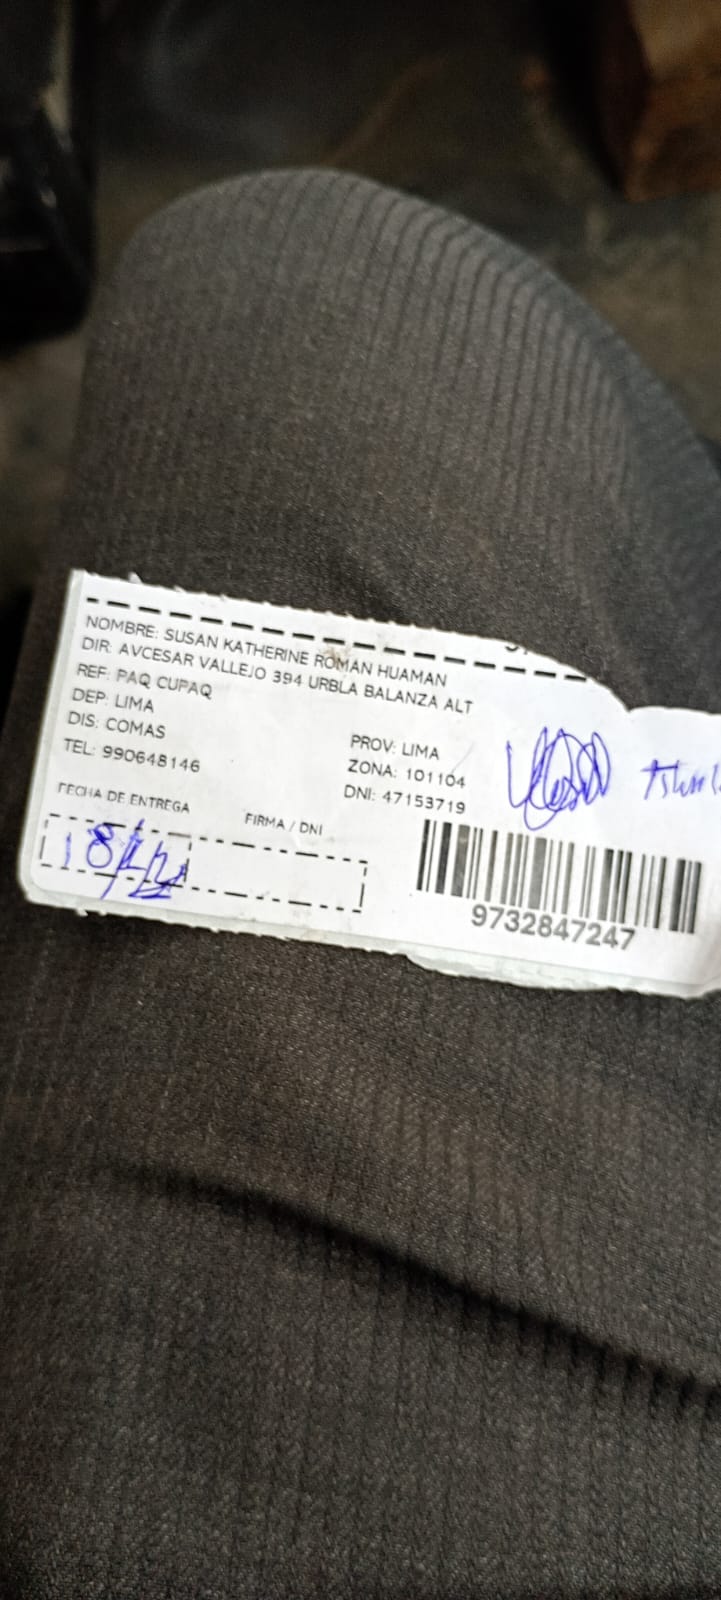 NOMBRE: SUSAN KATHERINE ROMAN HUAMAN
DIR: AVCESAR VALLEJO 394 URBLA BALANZA ALT
REF: PAQ CUPAQ
DEP: LIMA
PROV: LIMA
DIS: COMAS
ZONA: 101104
TEL: 990648146
DNI: 47153719
FECHA DE ENTREGA
FIRMA / DNI
9732847247